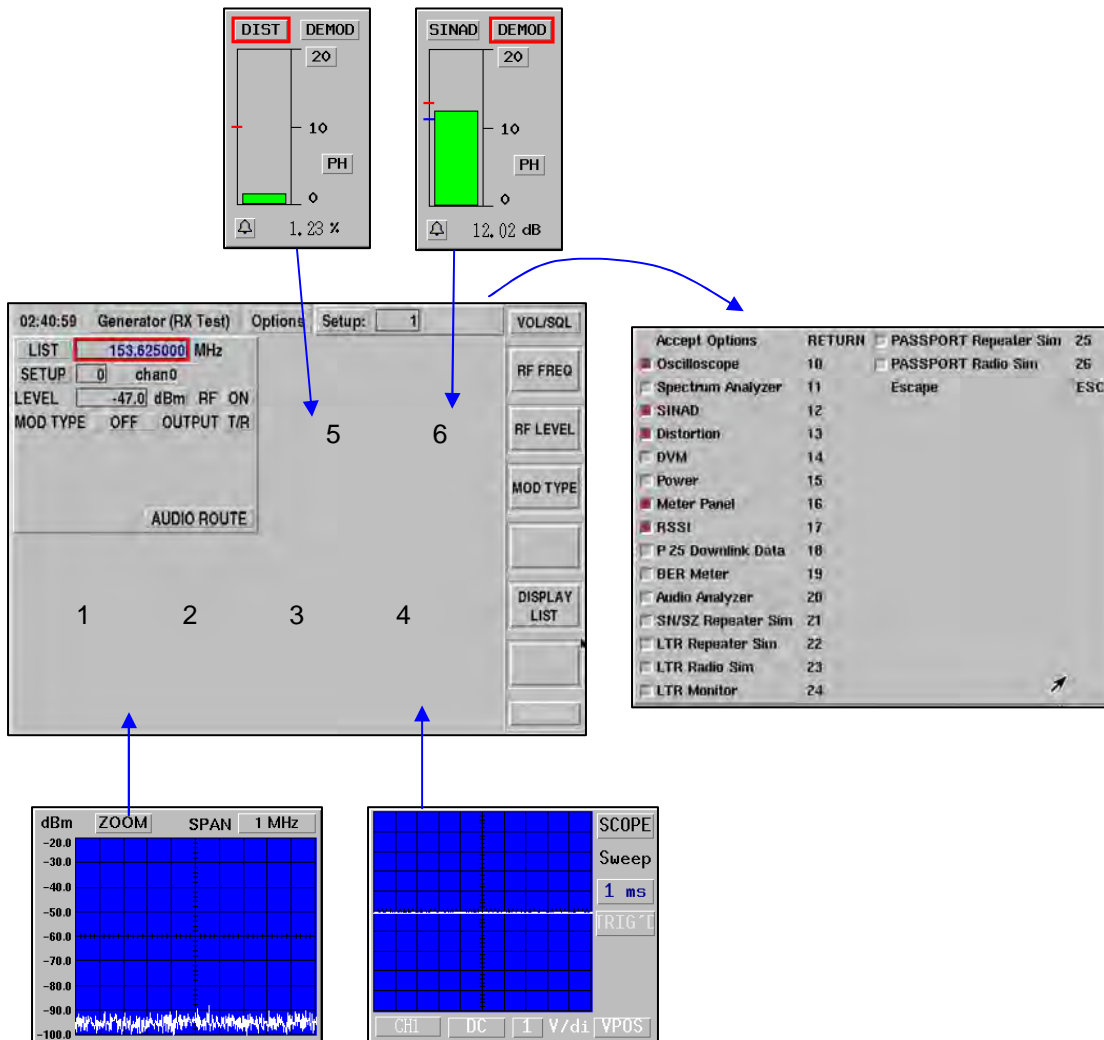 DIST DEMOD
20
10
PH
0
1.23 %
SINAD DEMOD
20
10
PH
0
12.02 dB
02:40:59 Generator (RX Test) Options Setup: 1
LIST 153.625000 MHz
SETUP 0 chan0
LEVEL -47.0 dBm RF ON
MOD TYPE OFF OUTPUT T/R
AUDIO ROUTE
5 6
1 2 3 4
VOL/SQL
RF FREQ
RF LEVEL
MOD TYPE
DISPLAY
LIST
Accept Options RETURN
Oscilloscope 10
Spectrum Analyzer 11
SINAD 12
Distortion 13
DVM 14
Power 15
Meter Panel 16
RSSI 17
P 25 Downlink Data 18
BER Meter 19
Audio Analyzer 20
SN/SZ Repeater Sim 21
LTR Repeater Sim 22
LTR Radio Sim 23
LTR Monitor 24
PASSPORT Repeater Sim 25
PASSPORT Radio Sim 26
Escape ESC
dBm ZOOM SPAN 1 MHz
-20.0
-30.0
-40.0
-50.0
-60.0
-70.0
-80.0
-90.0
-100.0
SCOPE
Sweep
1 ms
TRIG'D
CH1 DC 1 V/di VPOS